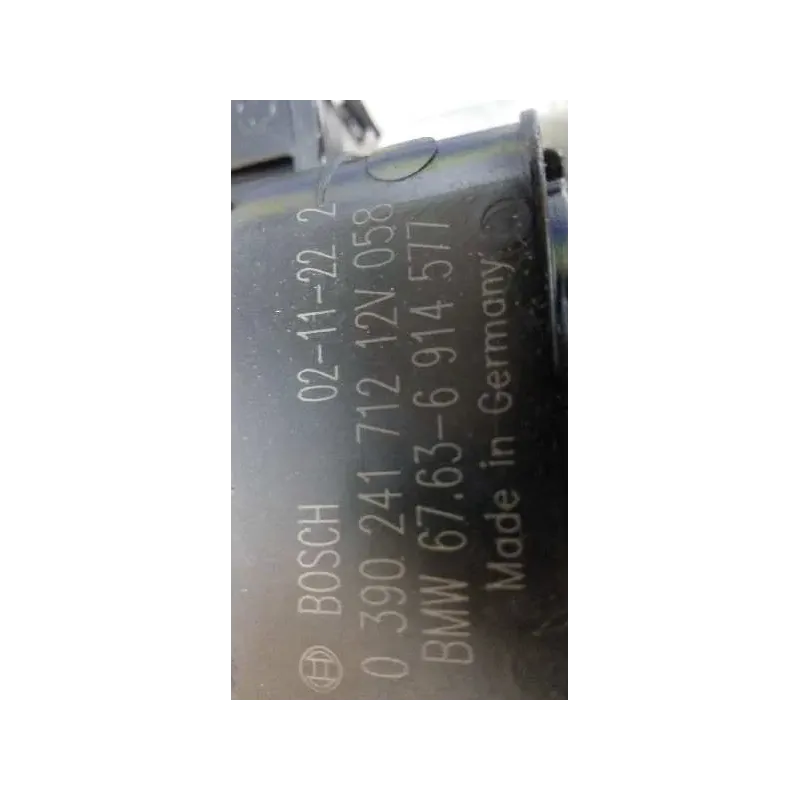 BOSCH 02-11-22 2
0 390 241 712 12V 058
BMW 67.63-6 914 577
Made in Germany